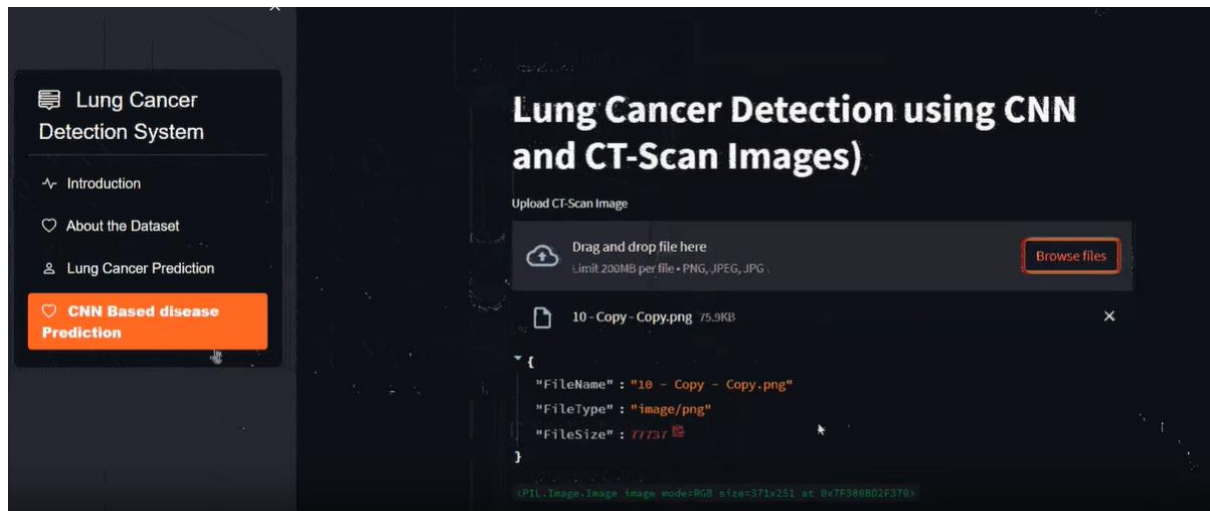 Lung Cancer
Detection System
Introduction
About the Dataset
Lung Cancer Prediction
CNN Based disease
Prediction
Lung Cancer Detection using CNN
and CT-Scan Images)
Upload CT-Scan Image
Drag and drop file here
Limit 200MB per file • PNG, JPEG, JPG
Browse files
10 - Copy - Copy.png 75.9KB
{
"FileName" : "10 - Copy - Copy.png"
"FileType" : "image/png"
"FileSize" : 77737
}
<PIL.Image.Image image mode=RGB size=371x251 at 0x7F388BD2F370>